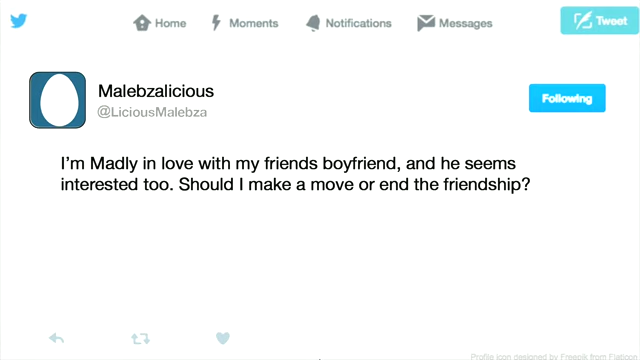 Home Moments Notifications Messages Tweet
Malebzalicious
@LiciousMalebza
Following
I'm Madly in love with my friends boyfriend, and he seems
interested too. Should I make a move or end the friendship?
Profile icon designed by Freepik from Flaticon